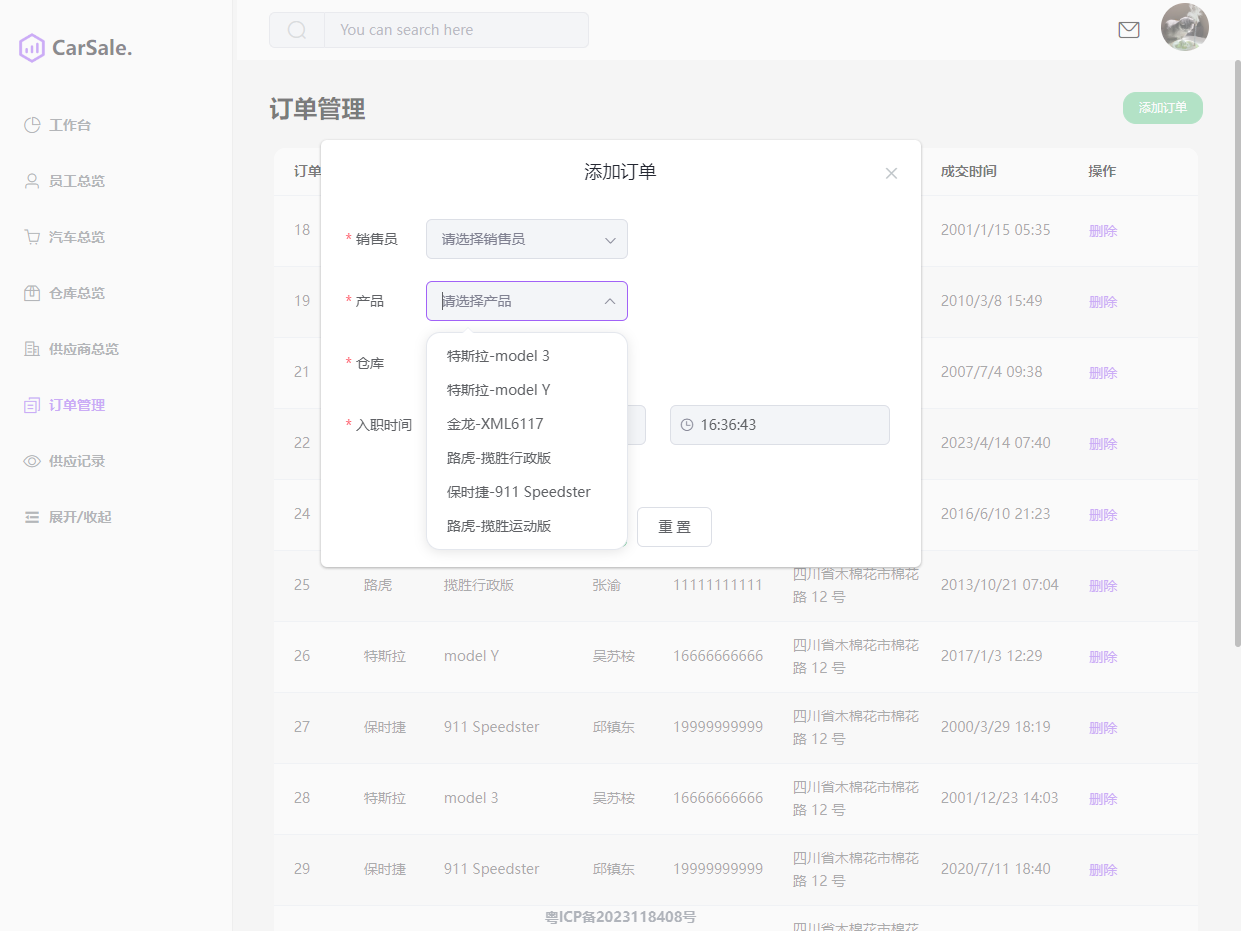 CarSale.
You can search here
工作台
员工总览
汽车总览
仓库总览
供应商总览
订单管理
供应记录
展开/收起
订单管理
添加订单
订单
成交时间
操作
18
2001/1/15 05:35
删除
19
2010/3/8 15:49
删除
21
2007/7/4 09:38
删除
22
2023/4/14 07:40
删除
24
2016/6/10 21:23
删除
添加订单
* 销售员
请选择销售员
* 产品
请选择产品
特斯拉-model 3
特斯拉-model Y
金龙-XML6117
路虎-揽胜行政版
保时捷-911 Speedster
路虎-揽胜运动版
* 仓库
* 入职时间
16:36:43
重 置
25 路虎 揽胜行政版 张渝 11111111111 四川省木棉花市棉花 2013/10/21 07:04 删除
路 12 号
26 特斯拉 model Y 吴苏桉 16666666666 四川省木棉花市棉花 2017/1/3 12:29 删除
路 12 号
27 保时捷 911 Speedster 邱镇东 19999999999 四川省木棉花市棉花 2000/3/29 18:19 删除
路 12 号
28 特斯拉 model 3 吴苏桉 16666666666 四川省木棉花市棉花 2001/12/23 14:03 删除
路 12 号
29 保时捷 911 Speedster 邱镇东 19999999999 四川省木棉花市棉花 2020/7/11 18:40 删除
路 12 号
四川省木棉花市棉花
粤ICP备2023118408号